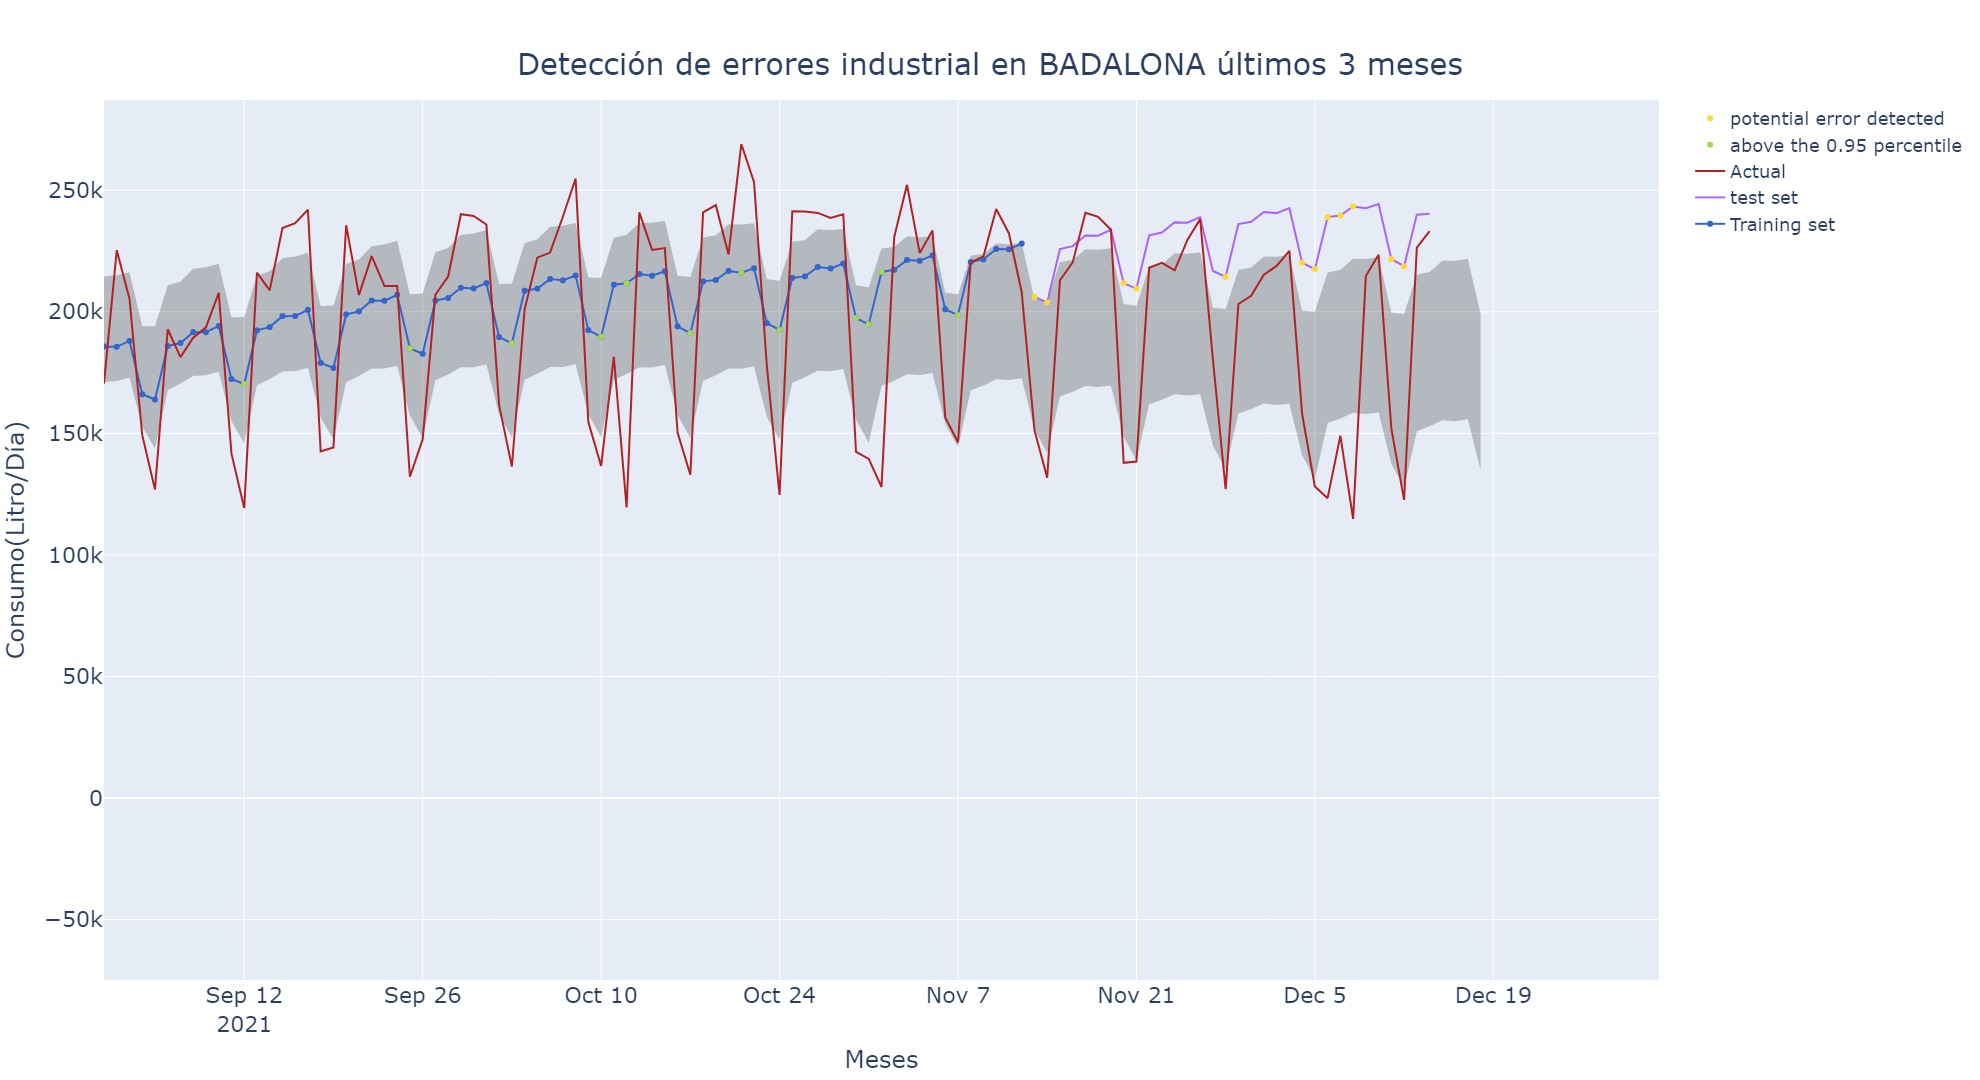 Detección de errores industrial en BADALONA últimos 3 meses
potential error detected
above the 0.95 percentile
Actual
test set
Training set
Consumo(Litro/Día)
250k
200k
150k
100k
50k
0
−50k
Sep 12
2021
Sep 26
Oct 10
Oct 24
Nov 7
Nov 21
Dec 5
Dec 19
Meses